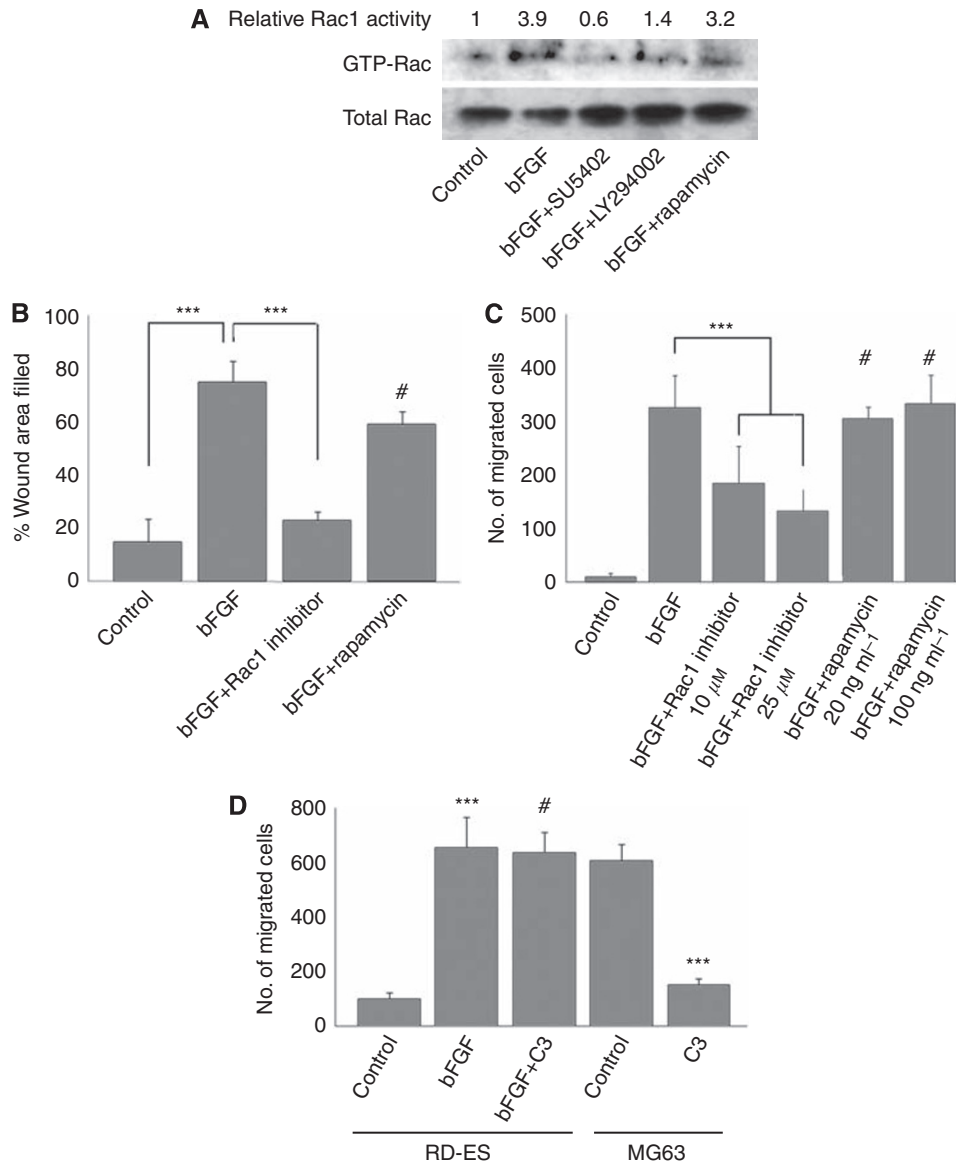 A Relative Rac1 activity 1 3.9 0.6 1.4 3.2
GTP-Rac
Total Rac
Control
bFGF
bFGF+SU5402
bFGF+LY294002
bFGF+rapamycin
B
% Wound area filled
100
80
60
40
20
0
***
***
#
Control
bFGF
bFGF+Rac1 inhibitor
bFGF+rapamycin
C
No. of migrated cells
500
400
300
200
100
0
***
#
#
Control
bFGF
bFGF+Rac1 inhibitor
10 µM
bFGF+Rac1 inhibitor
25 µM
bFGF+rapamycin
20 ng ml⁻¹
bFGF+rapamycin
100 ng ml⁻¹
D
No. of migrated cells
800
600
400
200
0
***
#
***
Control
bFGF
bFGF+C3
Control
C3
RD-ES
MG63